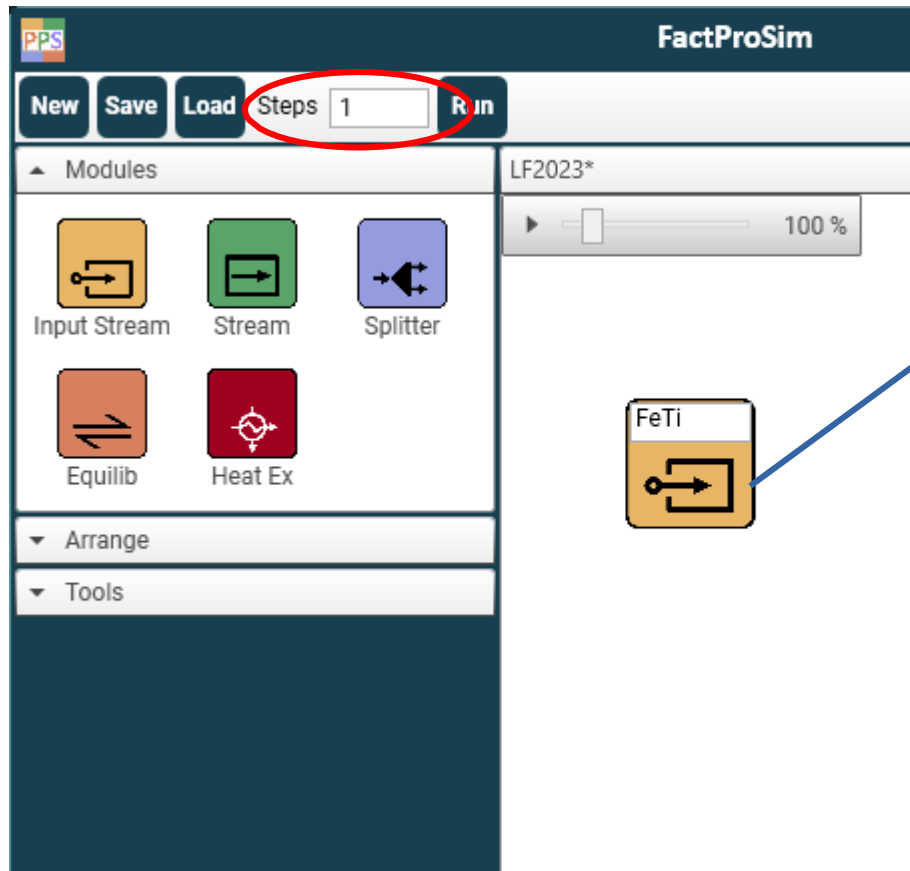 PPS
FactProSim
New Save Load Steps 1 Run
Modules
LF2023*
100 %
Input Stream Stream Splitter
FeTi
Equilib Heat Ex
Arrange
Tools